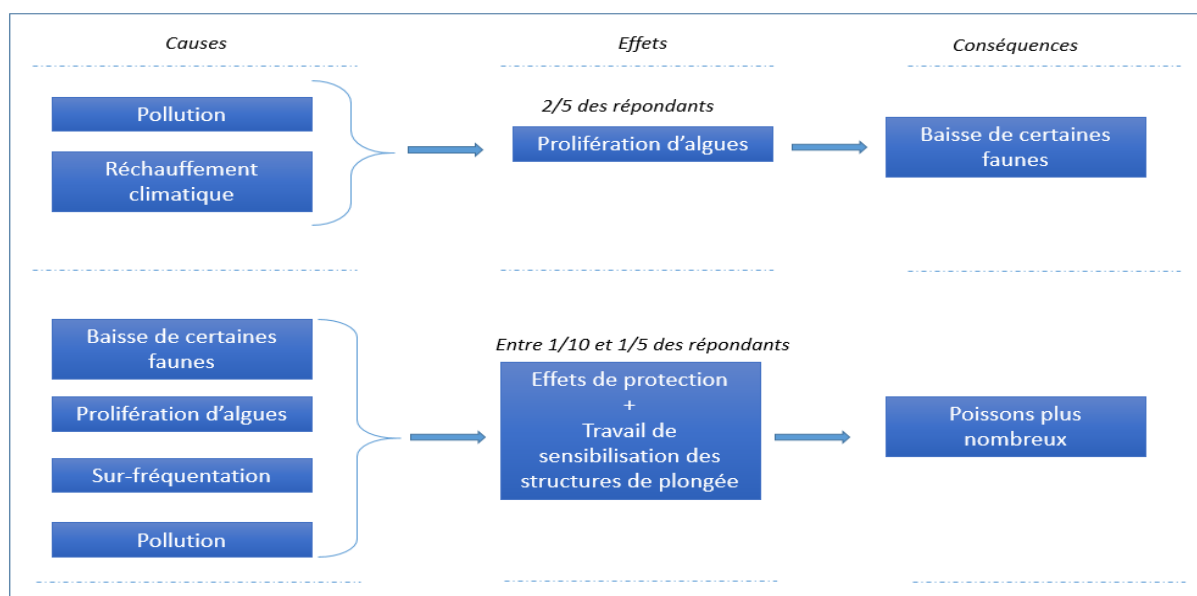 Causes
Effets
Conséquences
Pollution
Réchauffement
climatique
2/5 des répondants
Prolifération d'algues
Baisse de certaines
faunes
Baisse de certaines
faunes
Prolifération d'algues
Sur-fréquentation
Pollution
Entre 1/10 et 1/5 des répondants
Effets de protection
+
Travail de
sensibilisation des
structures de plongée
Poissons plus
nombreux